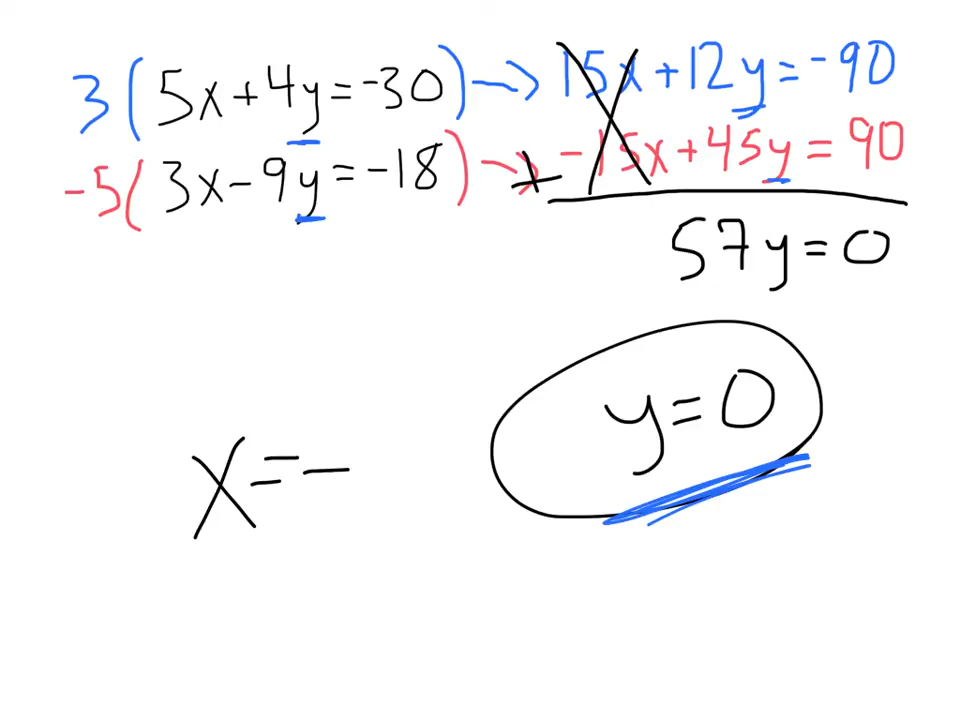 3(5x+4y=-30) → 15x+12y=-90
-5(3x-9y=-18) → + -15x+45y=90
57y=0
y=0
x=-